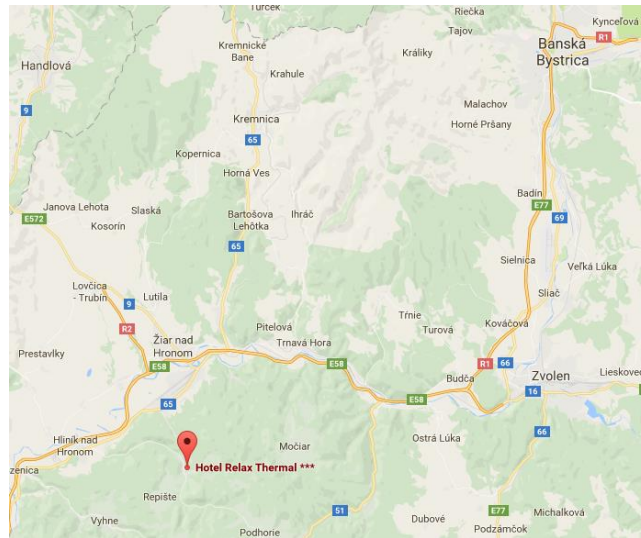 Turček
Riečka
Tajov
Kynceľová
R1
Kremnické
Bane
Králiky
Banská
Bystrica
Handlová
Krahule
9
Malachov
Kremnica
Horné Pršany
65
Kopernica
Horná Ves
Badín
Janova Lehota
Slaská
Bartošova
Lehôtka
Ihráč
E77
E572
Kosorín
69
65
Sielnica
Veľká Lúka
Lovčica
- Trubín
Lutila
9
Sliač
Tŕnie
R2
Pitelová
Turová
Kováčová
Prestavlky
Žiar nad
Hronom
Trnavá Hora
E58
E58
R1
66
Zvolen
Lieskovec
Budča
65
E58
16
Hliník nad
Hronom
Močiar
Ostrá Lúka
66
zenica
Hotel Relax Thermal ***
Repište
51
E77
Vyhne
Dubové
Michalková
Podhorie
Podzámčok